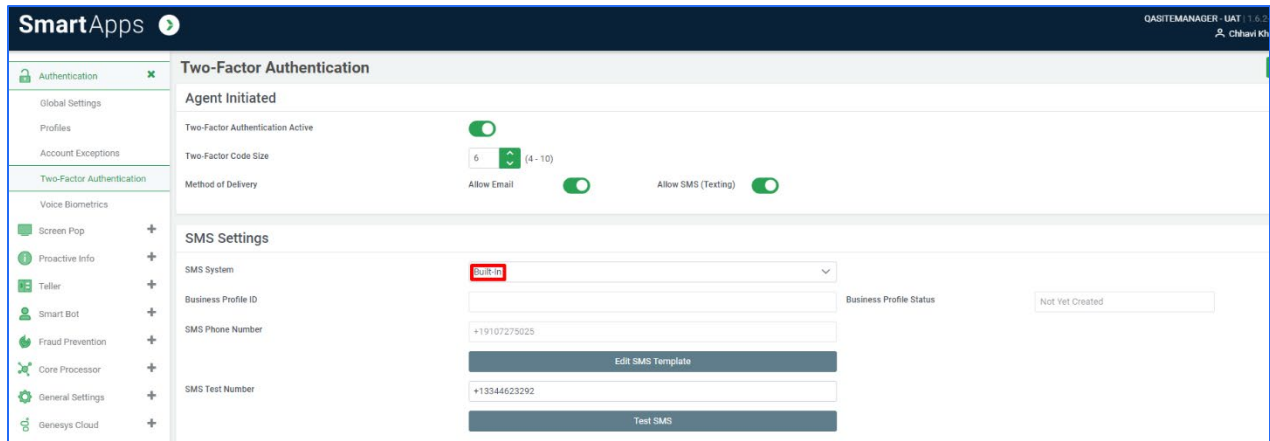 SmartApps
QASITEMANAGER - UAT | 1.6.2
Chhavi Kh
Authentication
Global Settings
Profiles
Account Exceptions
Two-Factor Authentication
Voice Biometrics
Screen Pop
Proactive Info
Teller
Smart Bot
Fraud Prevention
Core Processor
General Settings
Genesys Cloud
Two-Factor Authentication
Agent Initiated
Two-Factor Authentication Active
Two-Factor Code Size 6 (4 - 10)
Method of Delivery Allow Email Allow SMS (Texting)
SMS Settings
SMS System Built-In
Business Profile ID Business Profile Status Not Yet Created
SMS Phone Number +19107275025
Edit SMS Template
SMS Test Number +13344623292
Test SMS